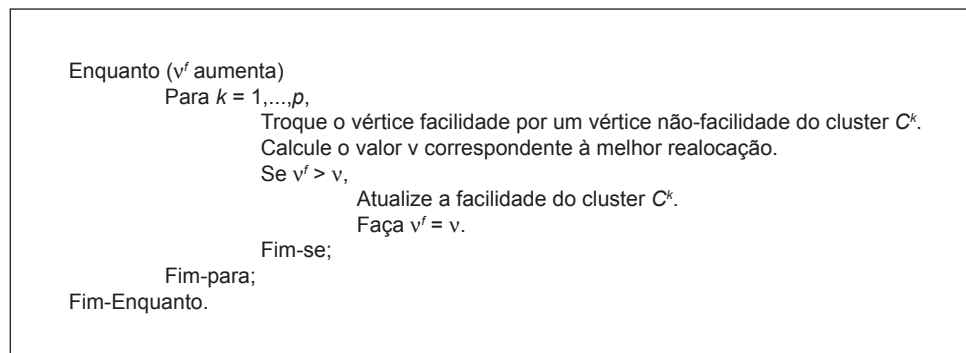 Enquanto (νᶠ aumenta)
Para k = 1,...,p,
Troque o vértice facilidade por um vértice não-facilidade do cluster Cᵏ.
Calcule o valor ν correspondente à melhor realocação.
Se νᶠ > ν,
Atualize a facilidade do cluster Cᵏ.
Faça νᶠ = ν.
Fim-se;
Fim-para;
Fim-Enquanto.